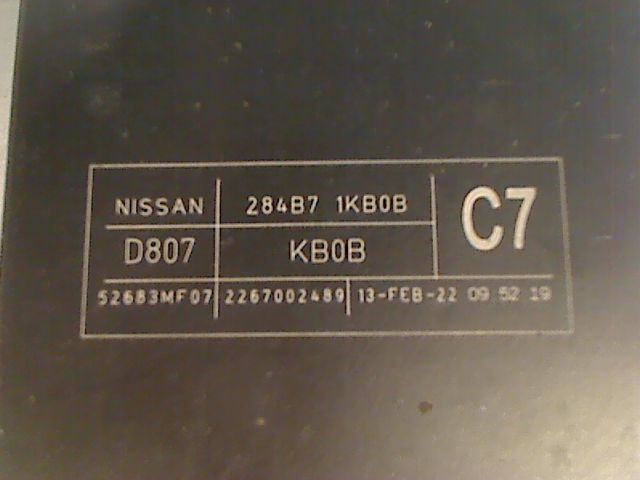 NISSAN 284B7 1KB0B C7
D807 KB0B
52683MF07 2267002489 13-FEB-22 09:52:19